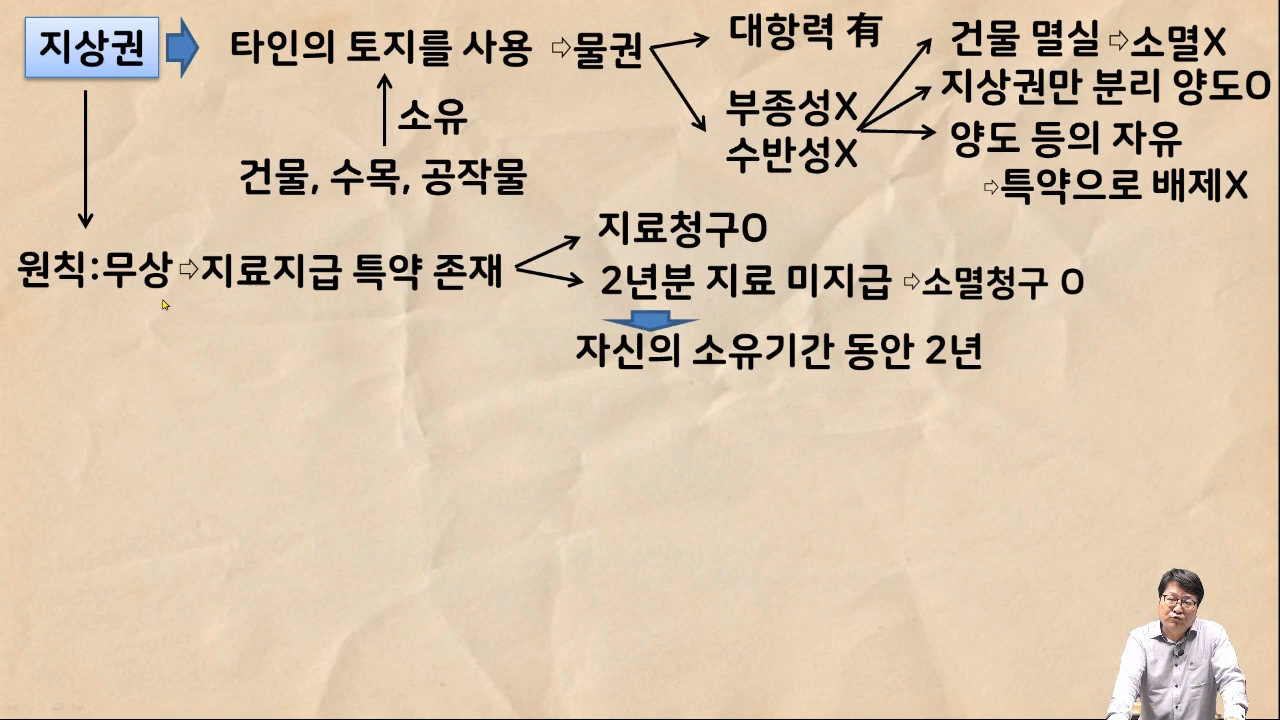 지상권
타인의 토지를 사용 ⇨물권
대항력 有
부종성X
수반성X
건물 멸실 ⇨소멸X
지상권만 분리 양도O
양도 등의 자유
⇨특약으로 배제X
소유
건물, 수목, 공작물
원칙:무상⇨지료지급 특약 존재
지료청구O
2년분 지료 미지급 ⇨소멸청구 O
자신의 소유기간 동안 2년